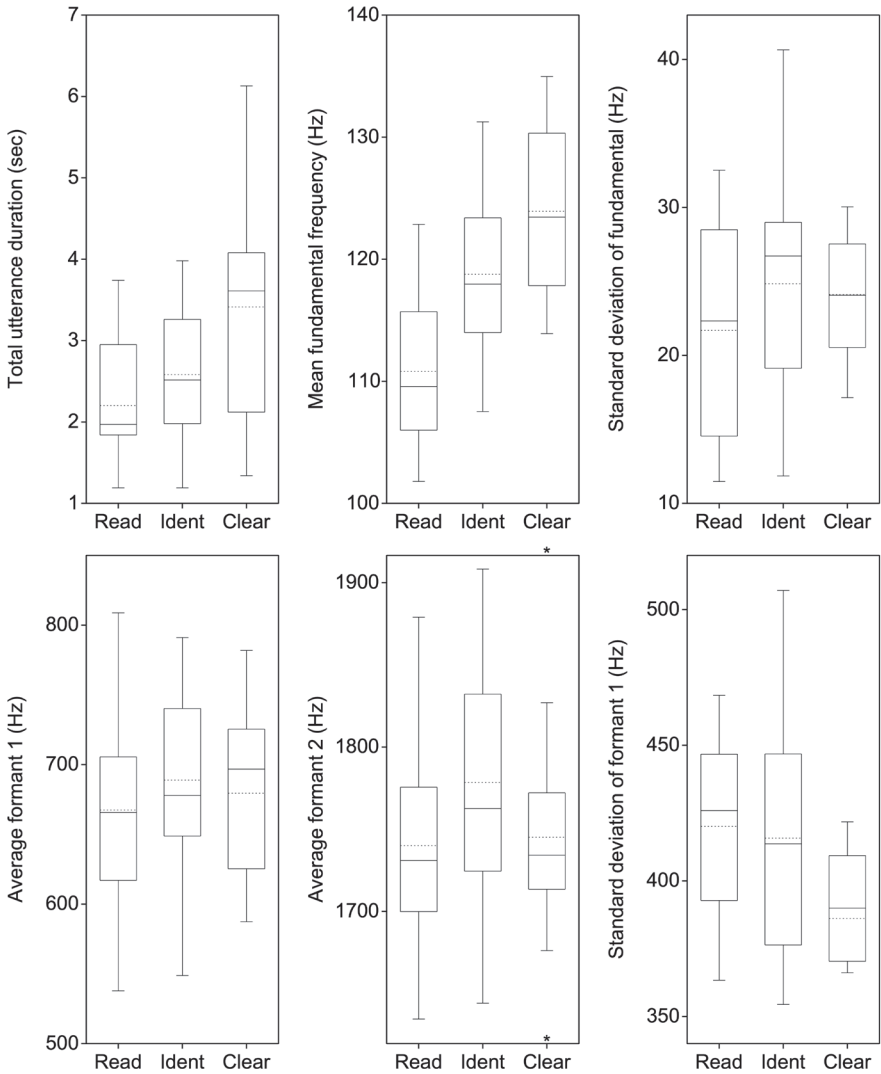 Total utterance duration (sec)
7
6
5
4
3
2
1
Read Ident Clear
Mean fundamental frequency (Hz)
140
130
120
110
100
Read Ident Clear
Standard deviation of fundamental (Hz)
40
30
20
10
Read Ident Clear
Average formant 1 (Hz)
800
700
600
500
Read Ident Clear
Average formant 2 (Hz)
1900
1800
1700
*
*
Read Ident Clear
Standard deviation of formant 1 (Hz)
500
450
400
350
Read Ident Clear